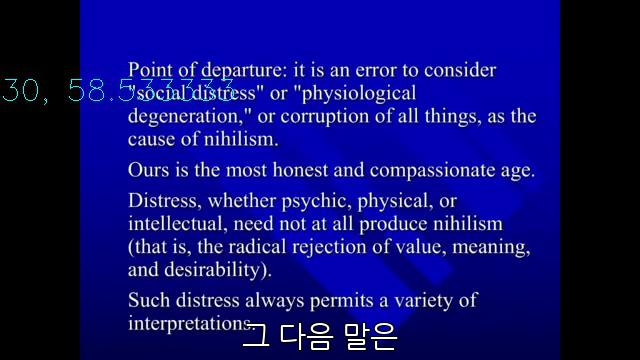 Point of departure: it is an error to consider
30, 58.533333
"social distress" or "physiological
degeneration," or corruption of all things, as the
cause of nihilism.
Ours is the most honest and compassionate age.
Distress, whether psychic, physical, or
intellectual, need not at all produce nihilism
(that is, the radical rejection of value, meaning,
and desirability).
Such distress always permits a variety of
interpretations.
그 다음 말은